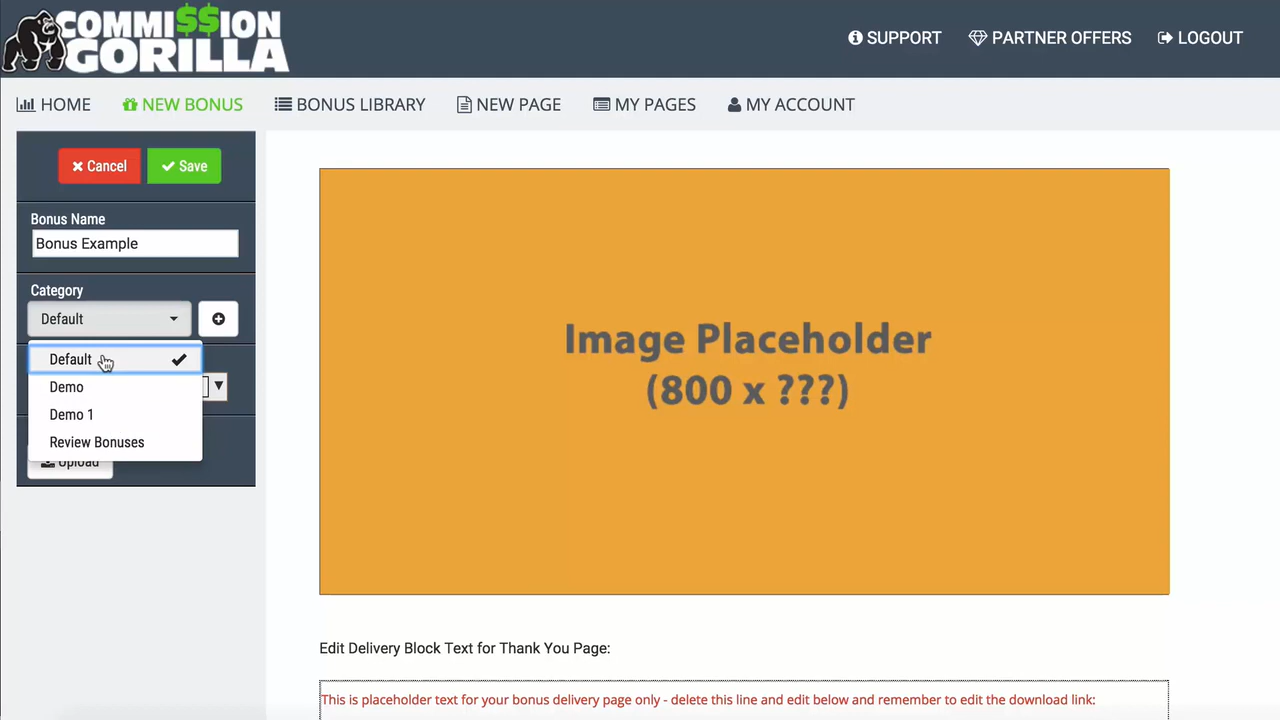 COMMI$$ION
GORILLA
SUPPORT
PARTNER OFFERS
LOGOUT
HOME
NEW BONUS
BONUS LIBRARY
NEW PAGE
MY PAGES
MY ACCOUNT
Cancel
Save
Bonus Name
Bonus Example
Category
Default
Default
Demo
Demo 1
Review Bonuses
Upload
Image Placeholder
(800 x ???)
Edit Delivery Block Text for Thank You Page:
This is placeholder text for your bonus delivery page only - delete this line and edit below and remember to edit the download link: